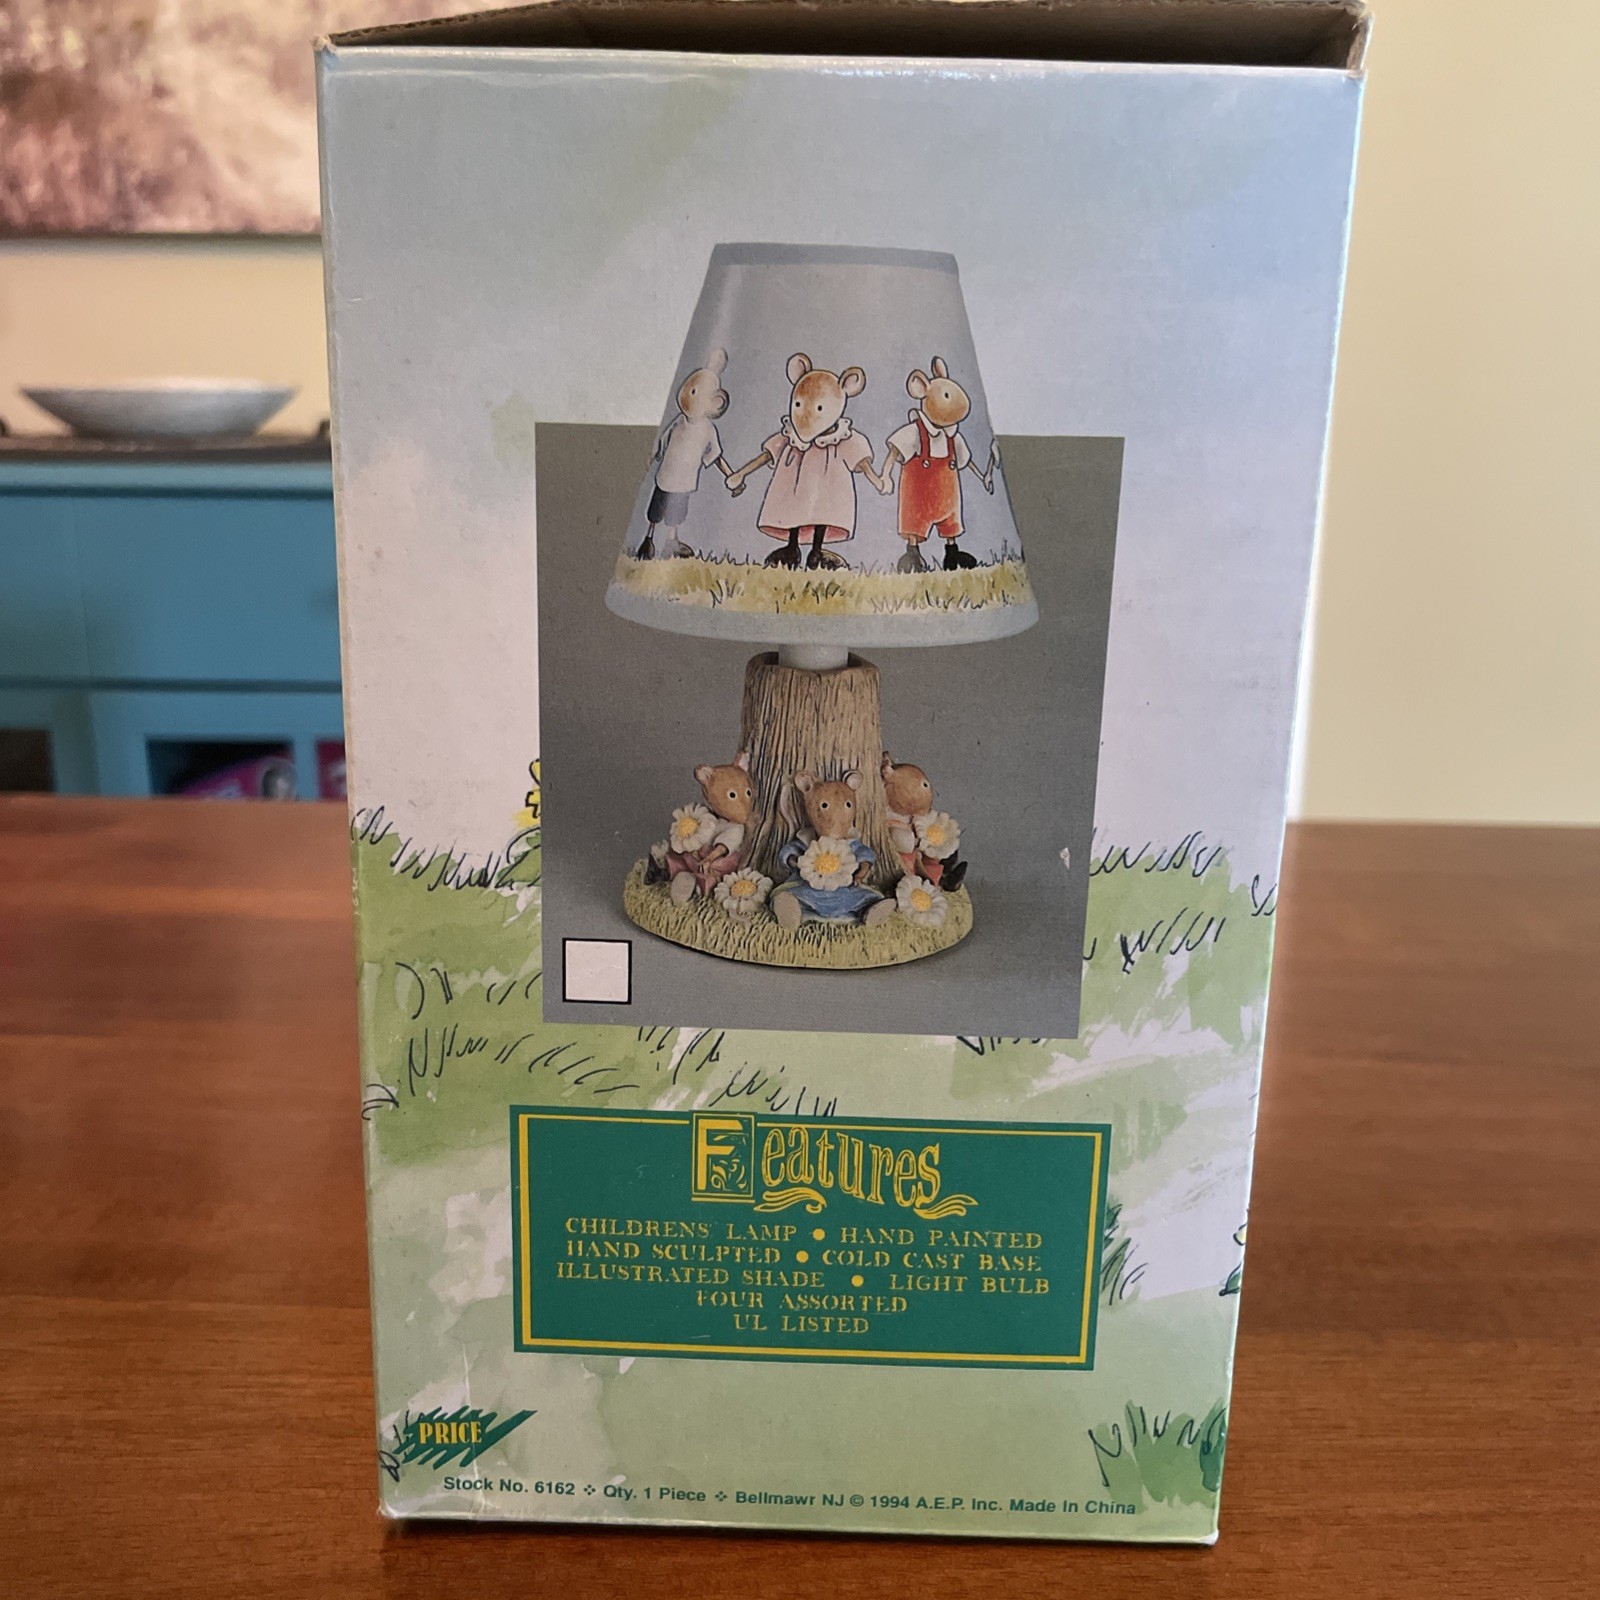 Features
CHILDRENS' LAMP • HAND PAINTED
HAND SCULPTED • COLD CAST BASE
ILLUSTRATED SHADE • LIGHT BULB
FOUR ASSORTED
UL LISTED
PRICE
Stock No. 6162 ❖ Qty. 1 Piece ❖ Bellmawr NJ © 1994 A.E.P. Inc. Made In China